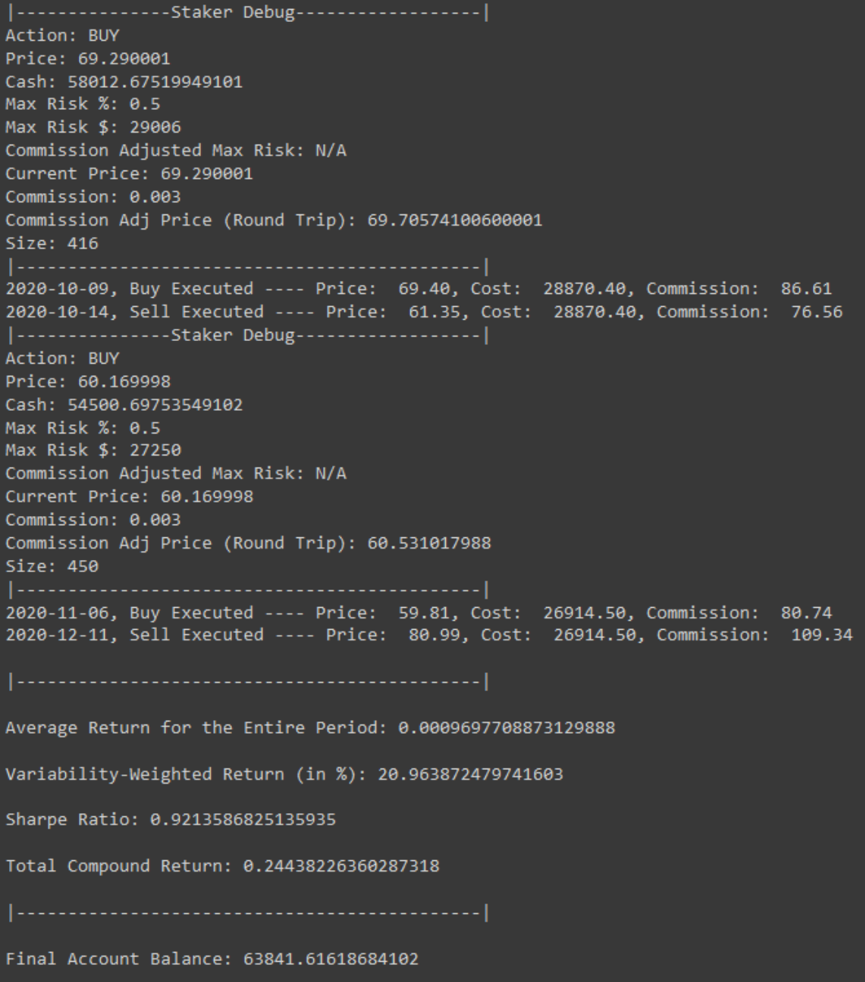 |---------------Staker Debug------------------|
Action: BUY
Price: 69.290001
Cash: 58012.67519949101
Max Risk %: 0.5
Max Risk $: 29006
Commission Adjusted Max Risk: N/A
Current Price: 69.290001
Commission: 0.003
Commission Adj Price (Round Trip): 69.70574100600001
Size: 416
|---------------------------------------------|
2020-10-09, Buy Executed ---- Price:  69.40, Cost:  28870.40, Commission:  86.61
2020-10-14, Sell Executed ---- Price:  61.35, Cost:  28870.40, Commission:  76.56
|---------------Staker Debug------------------|
Action: BUY
Price: 60.169998
Cash: 54500.69753549102
Max Risk %: 0.5
Max Risk $: 27250
Commission Adjusted Max Risk: N/A
Current Price: 60.169998
Commission: 0.003
Commission Adj Price (Round Trip): 60.531017988
Size: 450
|---------------------------------------------|
2020-11-06, Buy Executed ---- Price:  59.81, Cost:  26914.50, Commission:  80.74
2020-12-11, Sell Executed ---- Price:  80.99, Cost:  26914.50, Commission:  109.34
|---------------------------------------------|
Average Return for the Entire Period: 0.0009697708873129888
Variability-Weighted Return (in %): 20.963872479741603
Sharpe Ratio: 0.9213586825135935
Total Compound Return: 0.24438226360287318
|---------------------------------------------|
Final Account Balance: 63841.61618684102